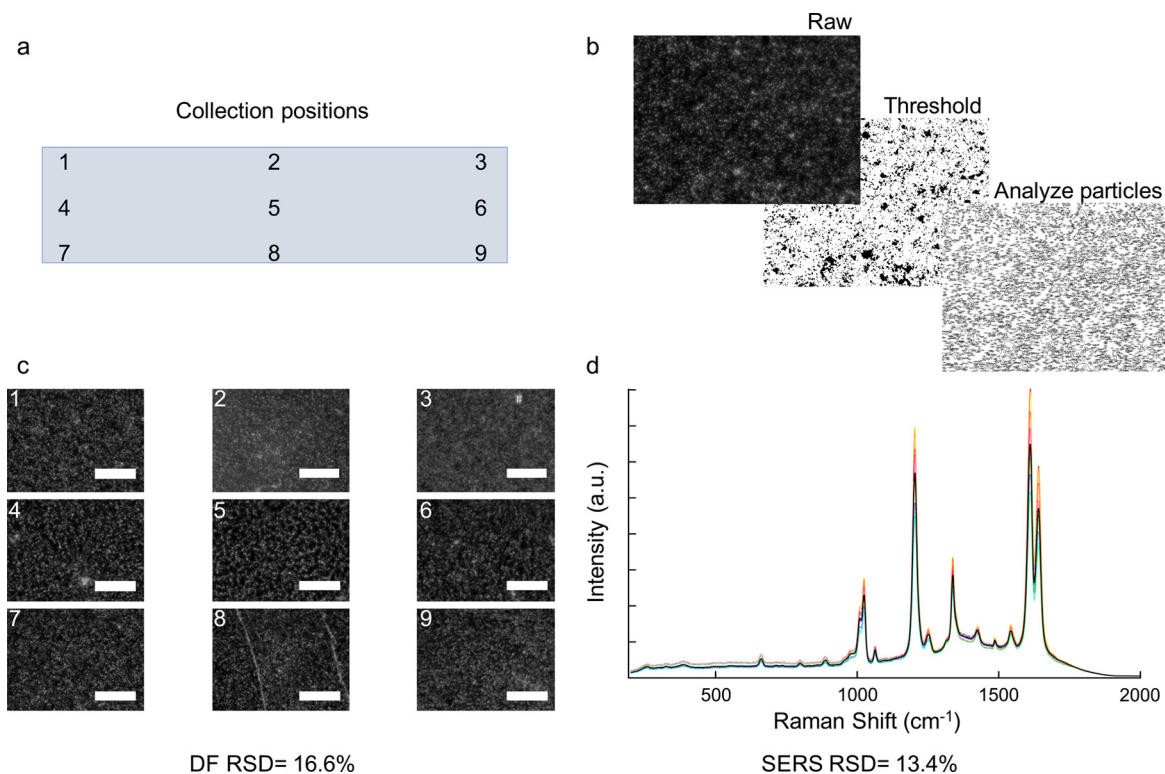 a
Collection positions
1 2 3
4 5 6
7 8 9
b
Raw
Threshold
Analyze particles
c
1 2 3
4 5 6
7 8 9
DF RSD= 16.6%
d
Intensity (a.u.)
500 1000 1500 2000
Raman Shift (cm⁻¹)
SERS RSD= 13.4%